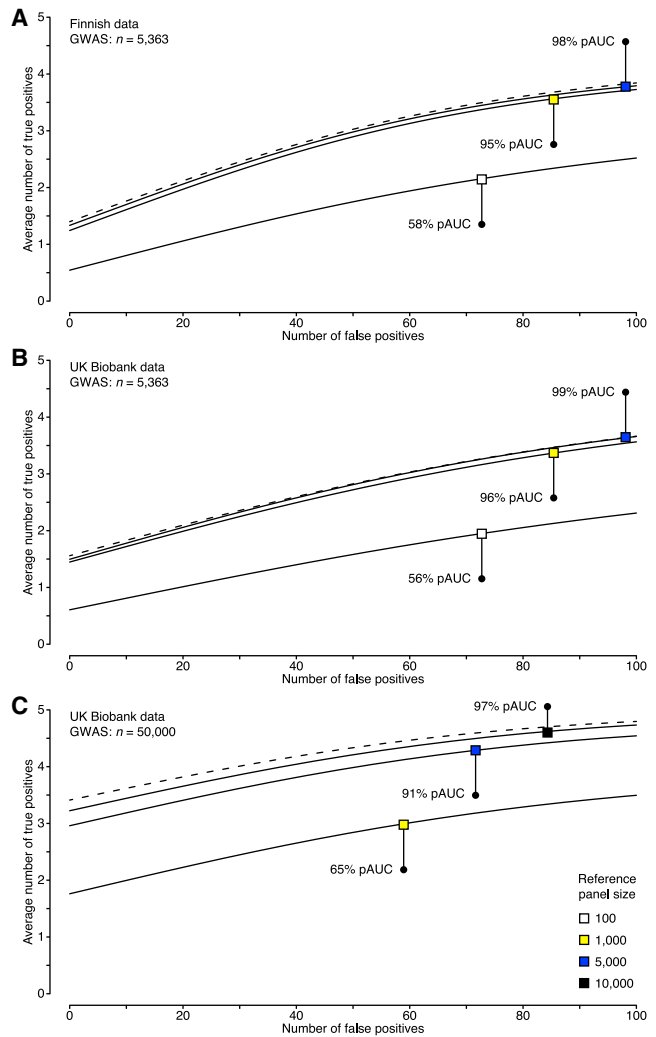 A
Finnish data
GWAS: n = 5,363
98% pAUC
95% pAUC
58% pAUC
Average number of true positives
5
4
3
2
1
0
0 20 40 60 80 100
Number of false positives
B
UK Biobank data
GWAS: n = 5,363
99% pAUC
96% pAUC
56% pAUC
Average number of true positives
5
4
3
2
1
0
0 20 40 60 80 100
Number of false positives
C
UK Biobank data
GWAS: n = 50,000
97% pAUC
91% pAUC
65% pAUC
Average number of true positives
5
4
3
2
1
0
0 20 40 60 80 100
Number of false positives
Reference
panel size
100
1,000
5,000
10,000